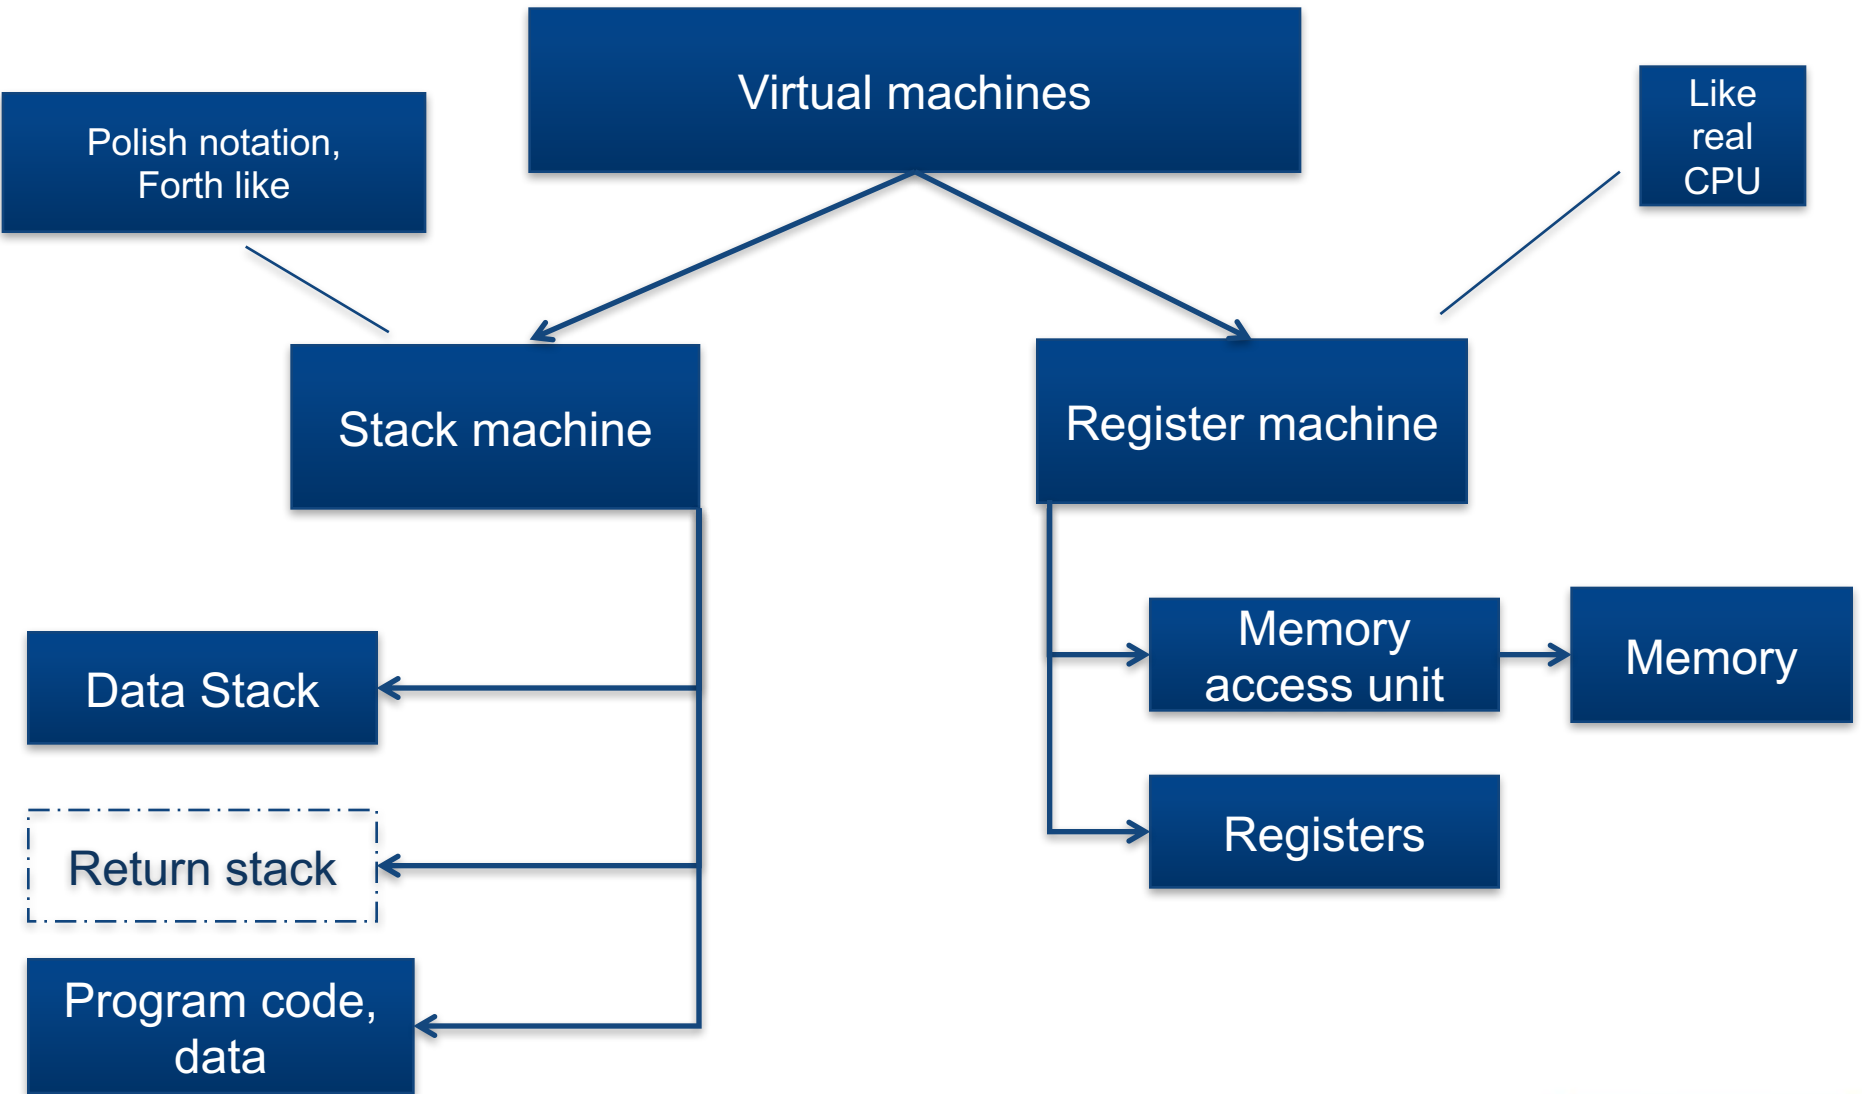 Virtual machines
Polish notation,
Forth like
Like
real
CPU
Stack machine
Register machine
Data Stack
Return stack
Program code,
data
Memory
access unit
Memory
Registers